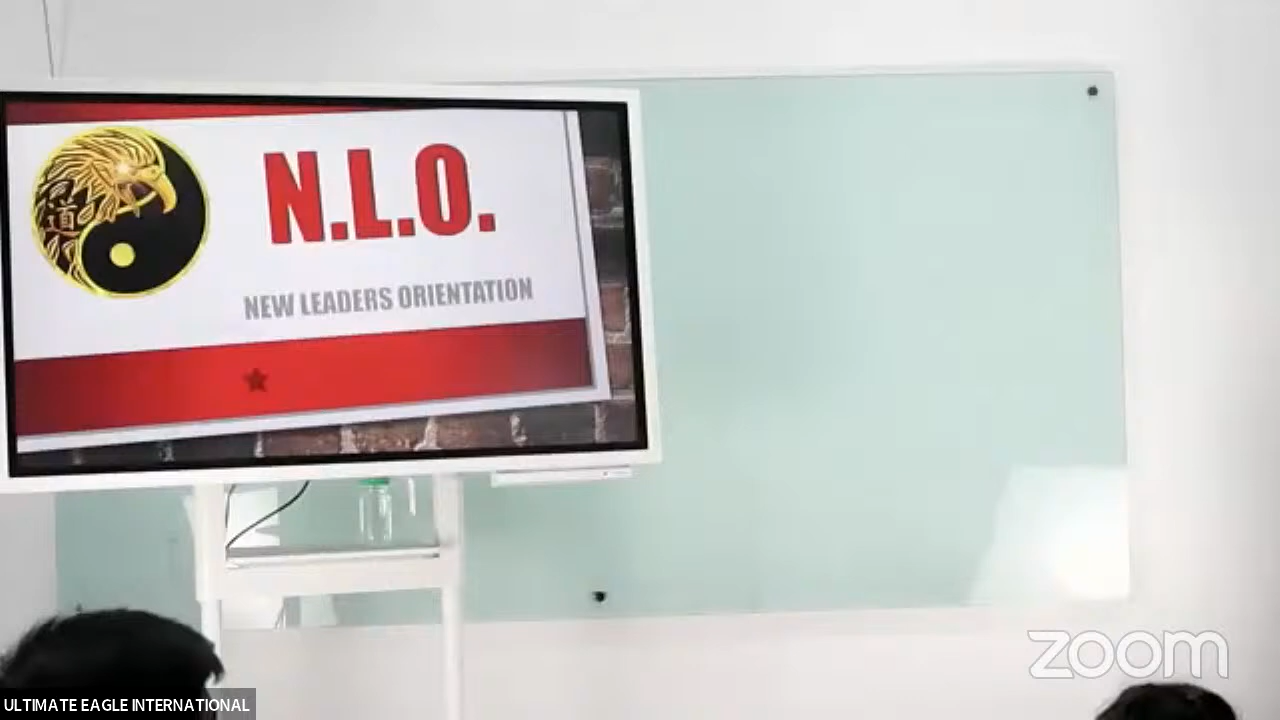 道
N.L.O.
NEW LEADERS ORIENTATION
zoom
ULTIMATE EAGLE INTERNATIONAL